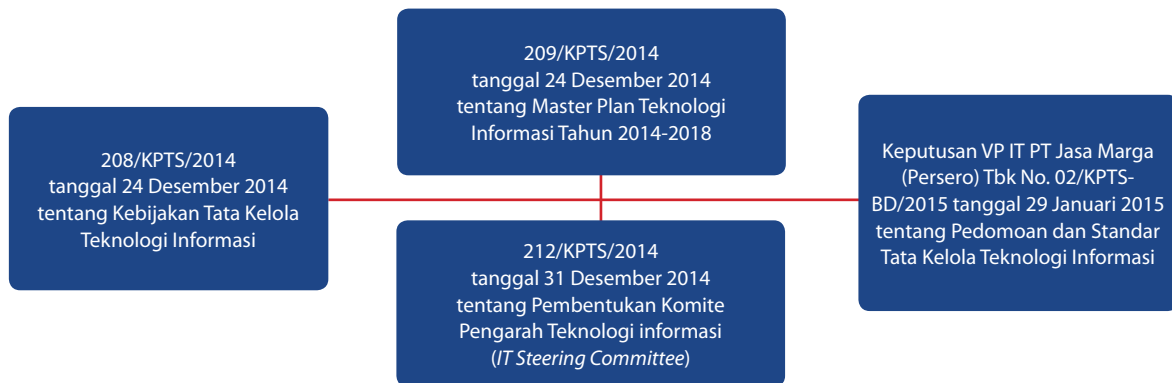 208/KPTS/2014
tanggal 24 Desember 2014
tentang Kebijakan Tata Kelola
Teknologi Informasi
209/KPTS/2014
tanggal 24 Desember 2014
tentang Master Plan Teknologi
Informasi Tahun 2014-2018
212/KPTS/2014
tanggal 31 Desember 2014
tentang Pembentukan Komite
Pengarah Teknologi informasi
(IT Steering Committee)
Keputusan VP IT PT Jasa Marga
(Persero) Tbk No. 02/KPTS-
BD/2015 tanggal 29 Januari 2015
tentang Pedomoan dan Standar
Tata Kelola Teknologi Informasi